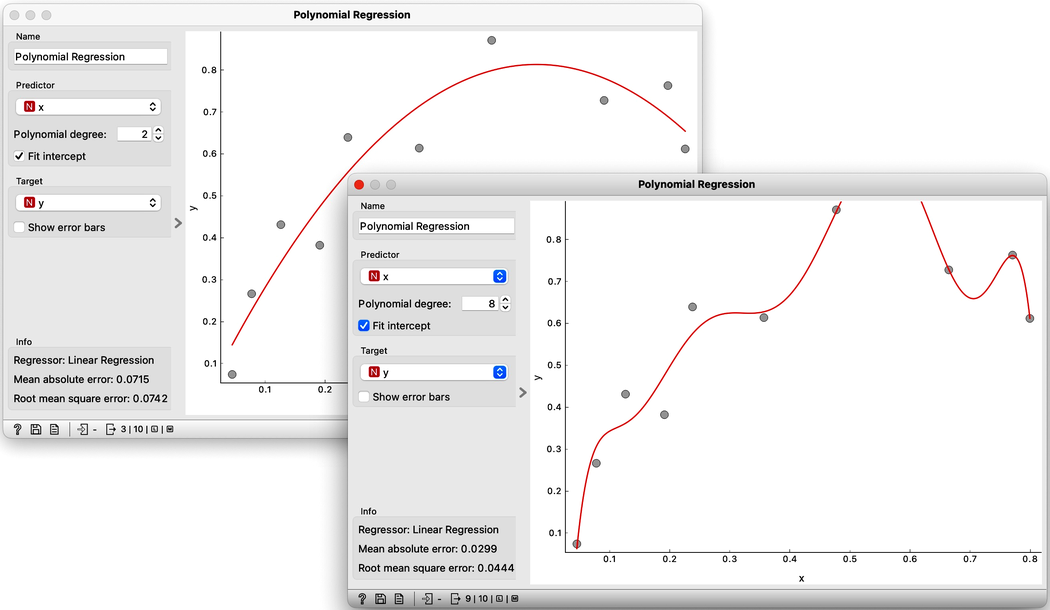 Polynomial Regression
Name
Polynomial Regression
Predictor
N x
Polynomial degree: 2
Fit intercept
Target
N y
Show error bars
Info
Regressor: Linear Regression
Mean absolute error: 0.0715
Root mean square error: 0.0742
? - 3 | 10 | L | M
0.8
0.7
0.6
0.5
0.4
0.3
0.2
0.1
y
0.1 0.2
Polynomial Regression
Name
Polynomial Regression
Predictor
N x
Polynomial degree: 8
Fit intercept
Target
N y
Show error bars
Info
Regressor: Linear Regression
Mean absolute error: 0.0299
Root mean square error: 0.0444
? - 9 | 10 | L | M
0.8
0.7
0.6
0.5
0.4
0.3
0.2
0.1
y
0.1 0.2 0.3 0.4 0.5 0.6 0.7 0.8
x